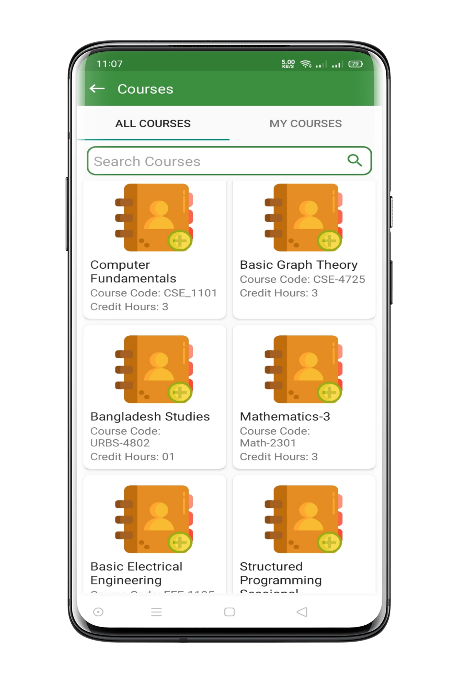 11:07
5.00
KB/S
77
Courses
ALL COURSES
MY COURSES
Search Courses
Computer
Fundamentals
Course Code: CSE_1101
Credit Hours: 3
Basic Graph Theory
Course Code: CSE-4725
Credit Hours: 3
Bangladesh Studies
Course Code:
URBS-4802
Credit Hours: 01
Mathematics-3
Course Code:
Math-2301
Credit Hours: 3
Basic Electrical
Engineering
Structured
Programming
Sessional